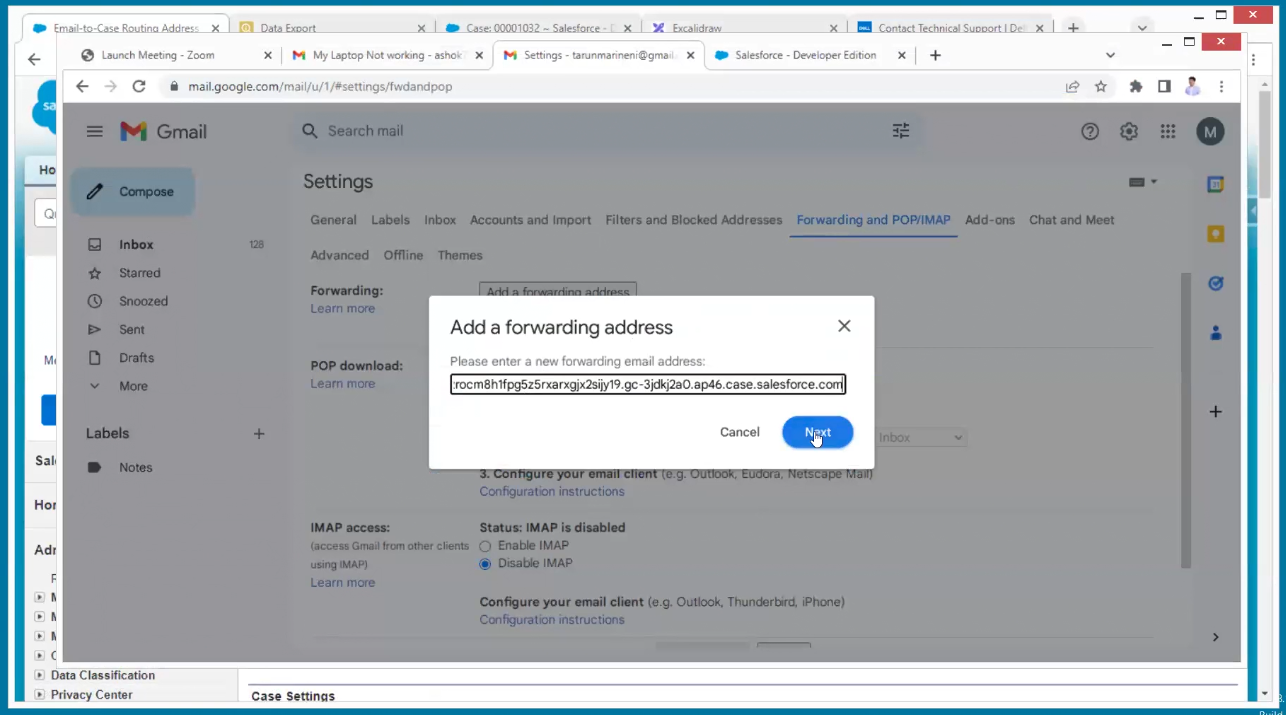 Email-to-Case Routing Address
Data Export
Case: 00001032 ~ Salesforce - D
Excalidraw
Contact Technical Support | Del
Launch Meeting - Zoom
My Laptop Not working - ashok7
Settings - tarunmarineni@gmail.
Salesforce - Developer Edition
mail.google.com/mail/u/1/#settings/fwdandpop
Gmail
Search mail
M
Compose
Settings
General Labels Inbox Accounts and Import Filters and Blocked Addresses Forwarding and POP/IMAP Add-ons Chat and Meet
Advanced Offline Themes
Inbox 128
Starred
Snoozed
Sent
Drafts
More
Labels
Notes
Forwarding:
Learn more
Add a forwarding address
POP download:
Learn more
Add a forwarding address
Please enter a new forwarding email address:
:rocm8h1fpg5z5rxarxgjx2sijy19.gc-3jdkj2a0.ap46.case.salesforce.com
Cancel
Next
Inbox
3. Configure your email client (e.g. Outlook, Eudora, Netscape Mail)
Configuration instructions
IMAP access:
(access Gmail from other clients
using IMAP)
Learn more
Status: IMAP is disabled
Enable IMAP
Disable IMAP
Configure your email client (e.g. Outlook, Thunderbird, iPhone)
Configuration instructions
Ho
Sal
Hor
Data Classification
Privacy Center
Case Settings